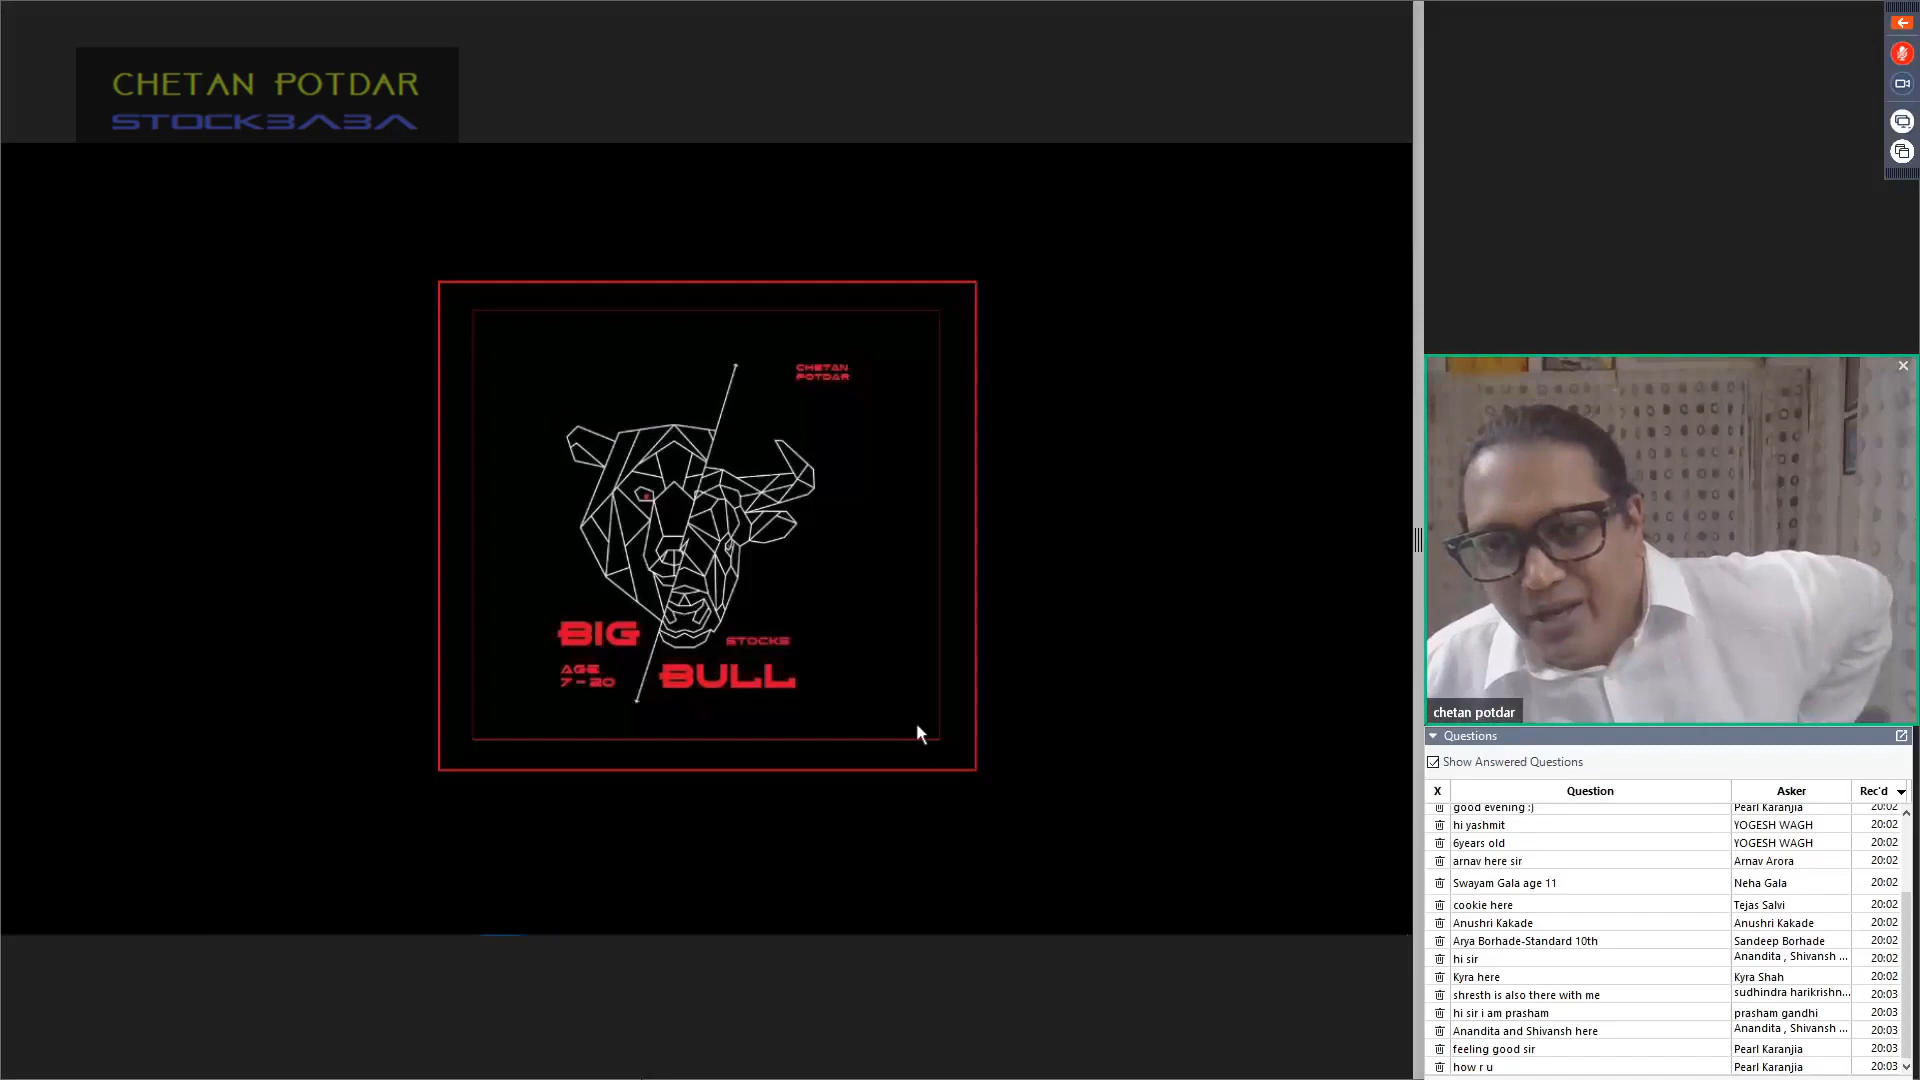 CHETAN POTDAR
STOCKBABA
CHETAN
POTDAR
BIG
STOCKS
AGE
7 - 20
BULL
chetan potdar
Questions
Show Answered Questions
X Question Asker Rec'd
good evening :) Pearl Karanjia 20:02
hi yashmit YOGESH WAGH 20:02
6years old YOGESH WAGH 20:02
arnav here sir Arnav Arora 20:02
Swayam Gala age 11 Neha Gala 20:02
cookie here Tejas Salvi 20:02
Anushri Kakade Anushri Kakade 20:02
Arya Borhade-Standard 10th Sandeep Borhade 20:02
hi sir Anandita , Shivansh ... 20:02
Kyra here Kyra Shah 20:02
shresth is also there with me sudhindra harikrishn... 20:03
hi sir i am prasham prasham gandhi 20:03
Anandita and Shivansh here Anandita , Shivansh ... 20:03
feeling good sir Pearl Karanjia 20:03
how r u Pearl Karanjia 20:03